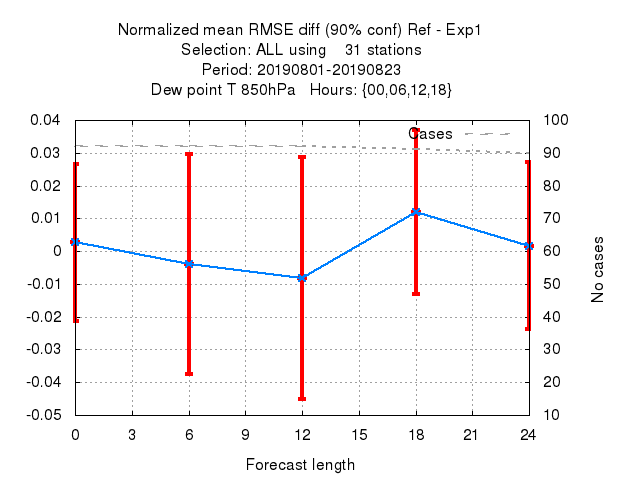 Normalized mean RMSE diff (90% conf) Ref - Exp1
Selection: ALL using    31 stations
Period: 20190801-20190823
Dew point T 850hPa   Hours: {00,06,12,18}
Cases
0.04
0.03
0.02
0.01
0
-0.01
-0.02
-0.03
-0.04
-0.05
100
90
80
70
60
50
40
30
20
10
No cases
0 3 6 9 12 15 18 21 24
Forecast length